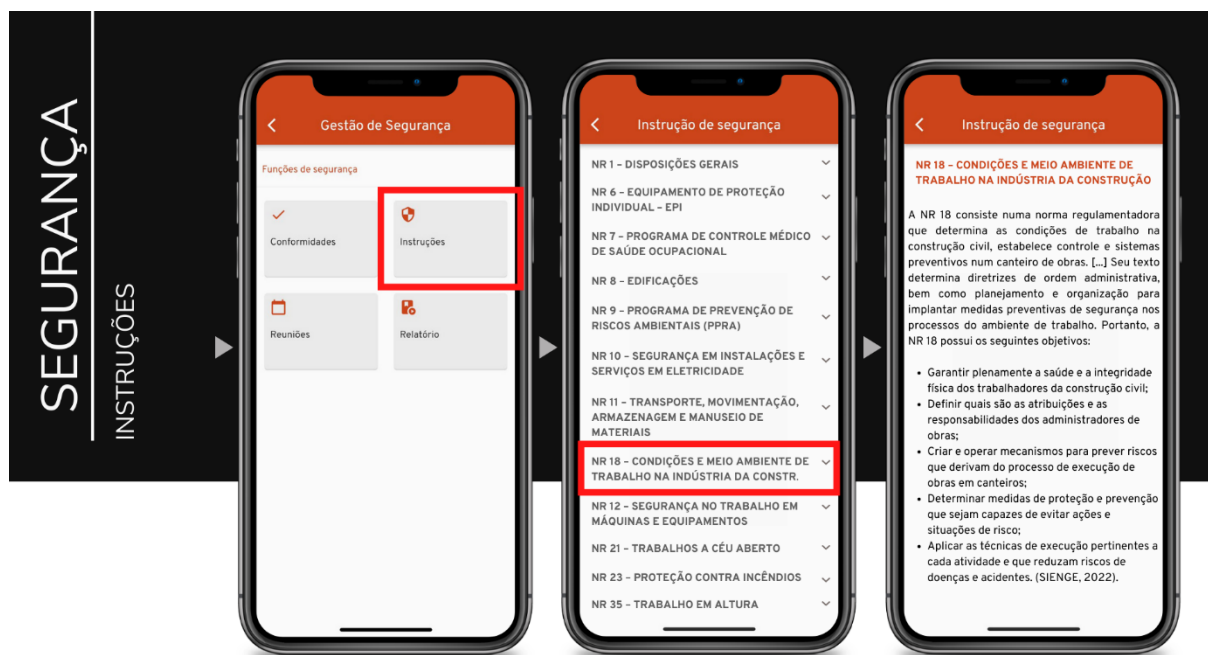 SEGURANÇA
INSTRUÇÕES
Gestão de Segurança
Funções de segurança
Conformidades
Instruções
Reuniões
Relatório
Instrução de segurança
NR 1 - DISPOSIÇÕES GERAIS
NR 6 - EQUIPAMENTO DE PROTEÇÃO
INDIVIDUAL - EPI
NR 7 - PROGRAMA DE CONTROLE MÉDICO
DE SAÚDE OCUPACIONAL
NR 8 - EDIFICAÇÕES
NR 9 - PROGRAMA DE PREVENÇÃO DE
RISCOS AMBIENTAIS (PPRA)
NR 10 - SEGURANÇA EM INSTALAÇÕES E
SERVIÇOS EM ELETRICIDADE
NR 11 - TRANSPORTE, MOVIMENTAÇÃO,
ARMAZENAGEM E MANUSEIO DE
MATERIAIS
NR 18 - CONDIÇÕES E MEIO AMBIENTE DE
TRABALHO NA INDÚSTRIA DA CONSTR.
NR 12 - SEGURANÇA NO TRABALHO EM
MÁQUINAS E EQUIPAMENTOS
NR 21 - TRABALHOS A CÉU ABERTO
NR 23 - PROTEÇÃO CONTRA INCÊNDIOS
NR 35 - TRABALHO EM ALTURA
Instrução de segurança
NR 18 - CONDIÇÕES E MEIO AMBIENTE DE
TRABALHO NA INDÚSTRIA DA CONSTRUÇÃO
A NR 18 consiste numa norma regulamentadora
que determina as condições de trabalho na
construção civil, estabelece controle e sistemas
preventivos num canteiro de obras. [...] Seu texto
determina diretrizes de ordem administrativa,
bem como planejamento e organização para
implantar medidas preventivas de segurança nos
processos do ambiente de trabalho. Portanto, a
NR 18 possui os seguintes objetivos:
• Garantir plenamente a saúde e a integridade
física dos trabalhadores da construção civil;
• Definir quais são as atribuições e as
responsabilidades dos administradores de
obras;
• Criar e operar mecanismos para prever riscos
que derivam do processo de execução de
obras em canteiros;
• Determinar medidas de proteção e prevenção
que sejam capazes de evitar ações e
situações de risco;
• Aplicar as técnicas de execução pertinentes a
cada atividade e que reduzam riscos de
doenças e acidentes. (SIENGE, 2022).